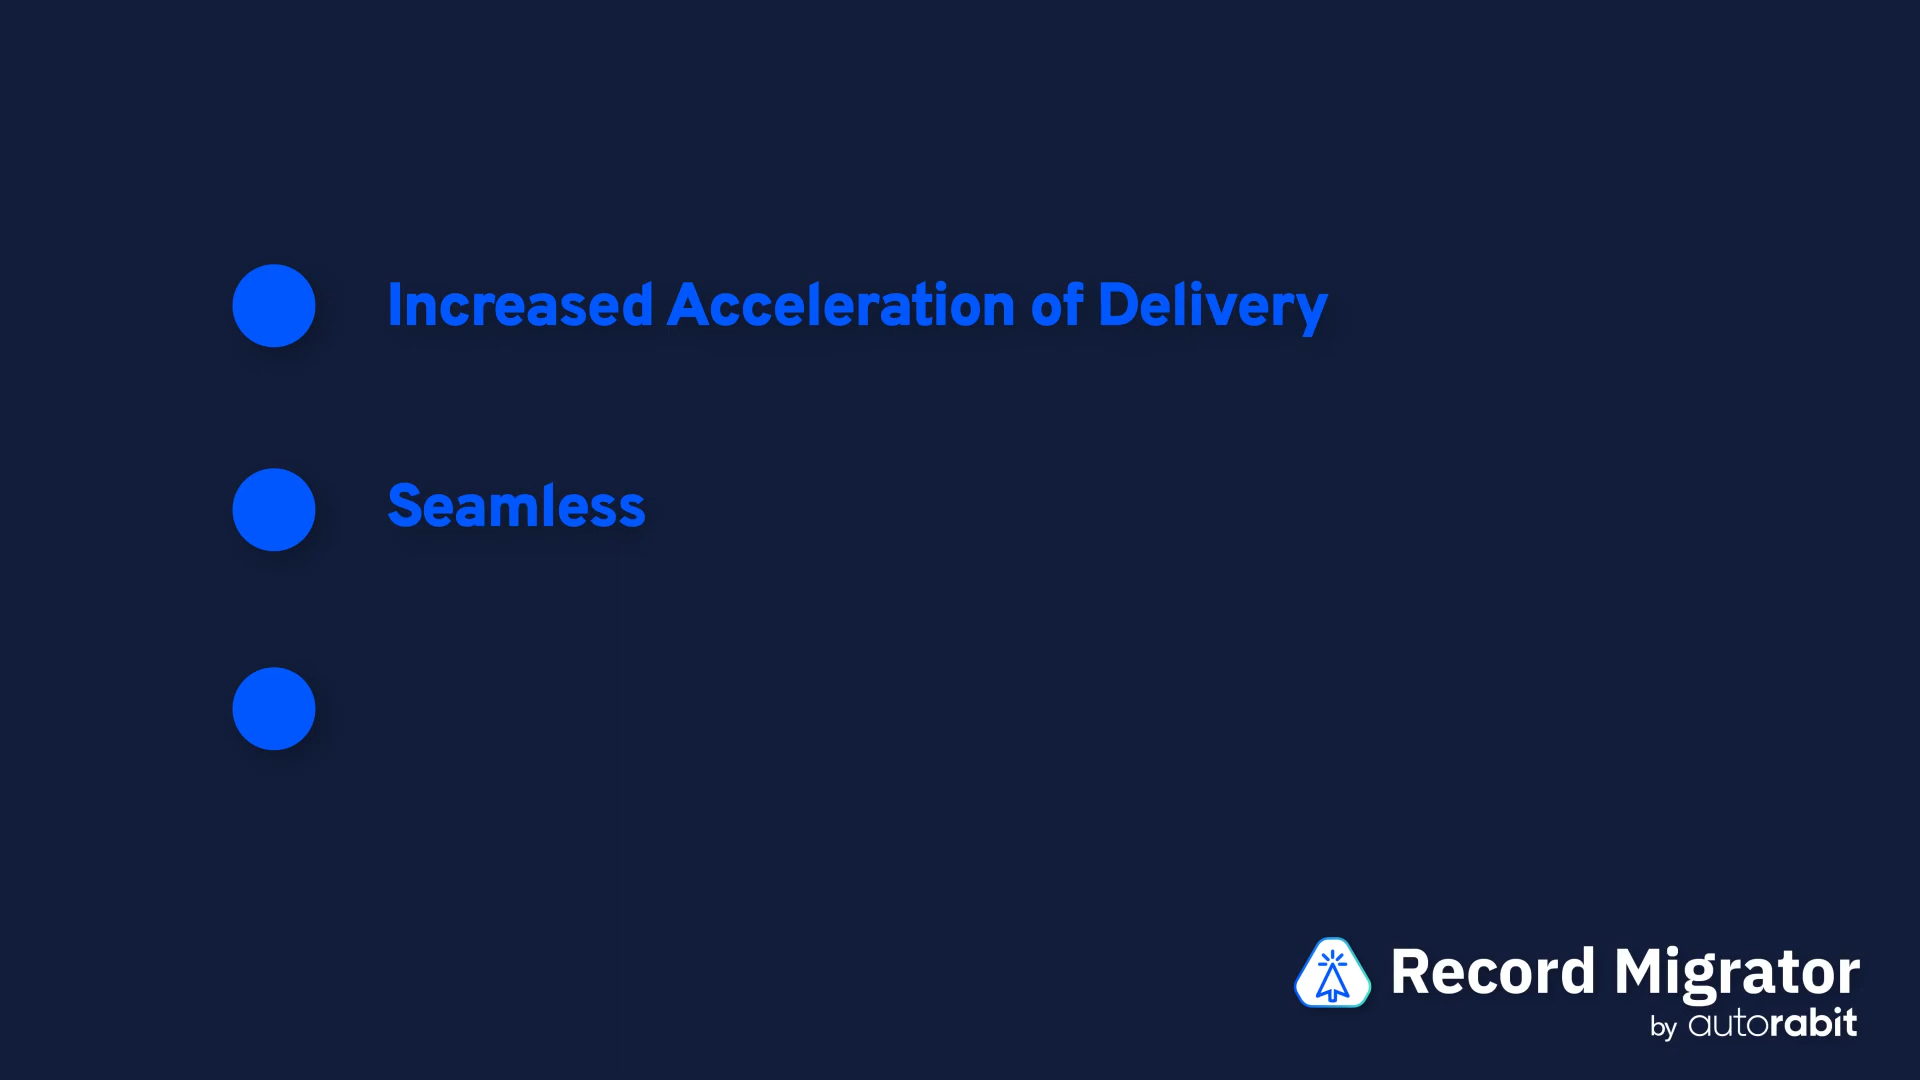 Increased Acceleration of Delivery
Seamless
Record Migrator
by autorabit